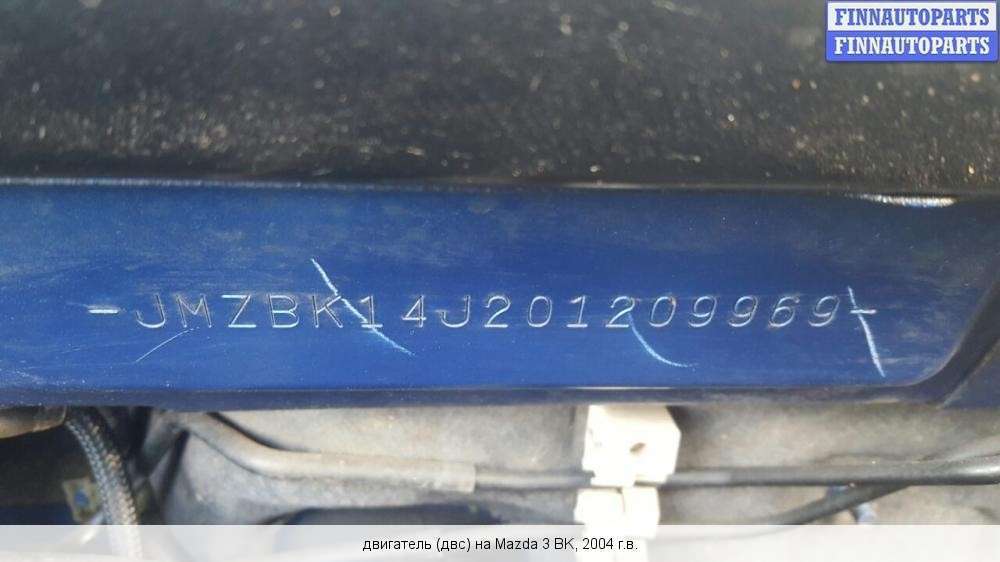 FINNAUTOPARTS
FINNAUTOPARTS
-JMZBK14J201209969-
двигатель (двс) на Mazda 3 BK, 2004 г.в.